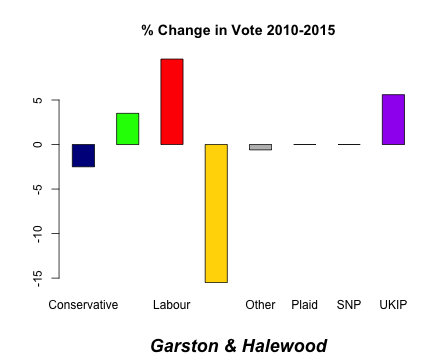 % Change in Vote 2010-2015
5
0
-5
-10
-15
Conservative Labour Other Plaid SNP UKIP
Garston & Halewood